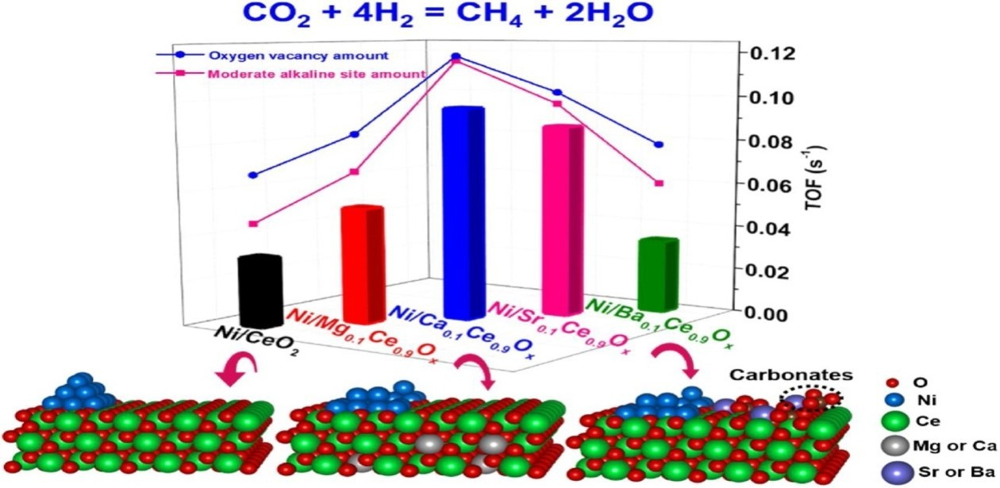 CO₂ + 4H₂ = CH₄ + 2H₂O
Oxygen vacancy amount
Moderate alkaline site amount
0.12
0.10
0.08
0.06
0.04
0.02
0.00
TOF (s⁻¹)
Ni/CeO₂
Ni/Mg₀.₁Ce₀.₉Oₓ
Ni/Ca₀.₁Ce₀.₉Oₓ
Ni/Sr₀.₁Ce₀.₉Oₓ
Ni/Ba₀.₁Ce₀.₉Oₓ
Carbonates
O
Ni
Ce
Mg or Ca
Sr or Ba